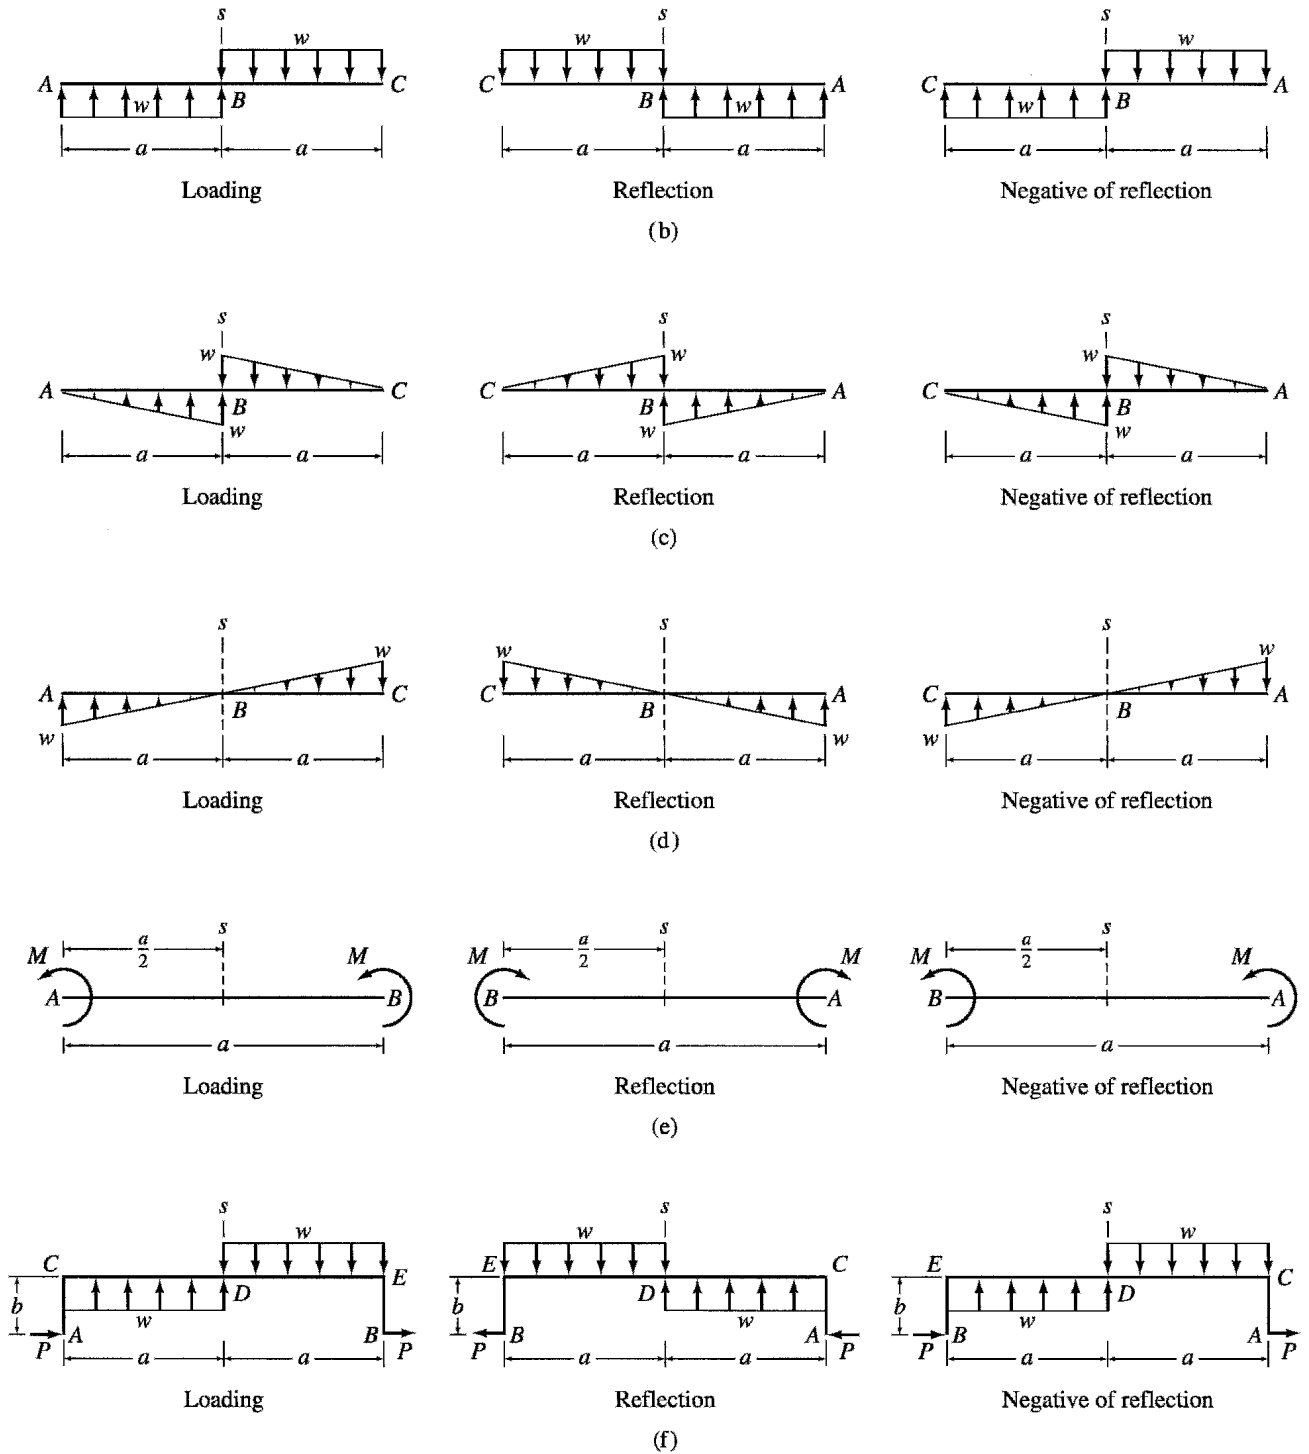 s s s
w w w
A C C A C A
w B B w w B
a a a a a a
Loading Reflection Negative of reflection
(b)
s s s
w w w
A C C A C A
B B B
w w w
a a a a a a
Loading Reflection Negative of reflection
(c)
s s s
w w w
A C C A C A
B B B
w w w
a a a a a a
Loading Reflection Negative of reflection
(d)
s s s
M a/2 M M a/2 M M a/2 M
A B B A B A
a a a
Loading Reflection Negative of reflection
(e)
s s s
w w w
C E E C E C
b D b D b D
w w w
A B B A B A
P P P P P P
a a a a a a
Loading Reflection Negative of reflection
(f)